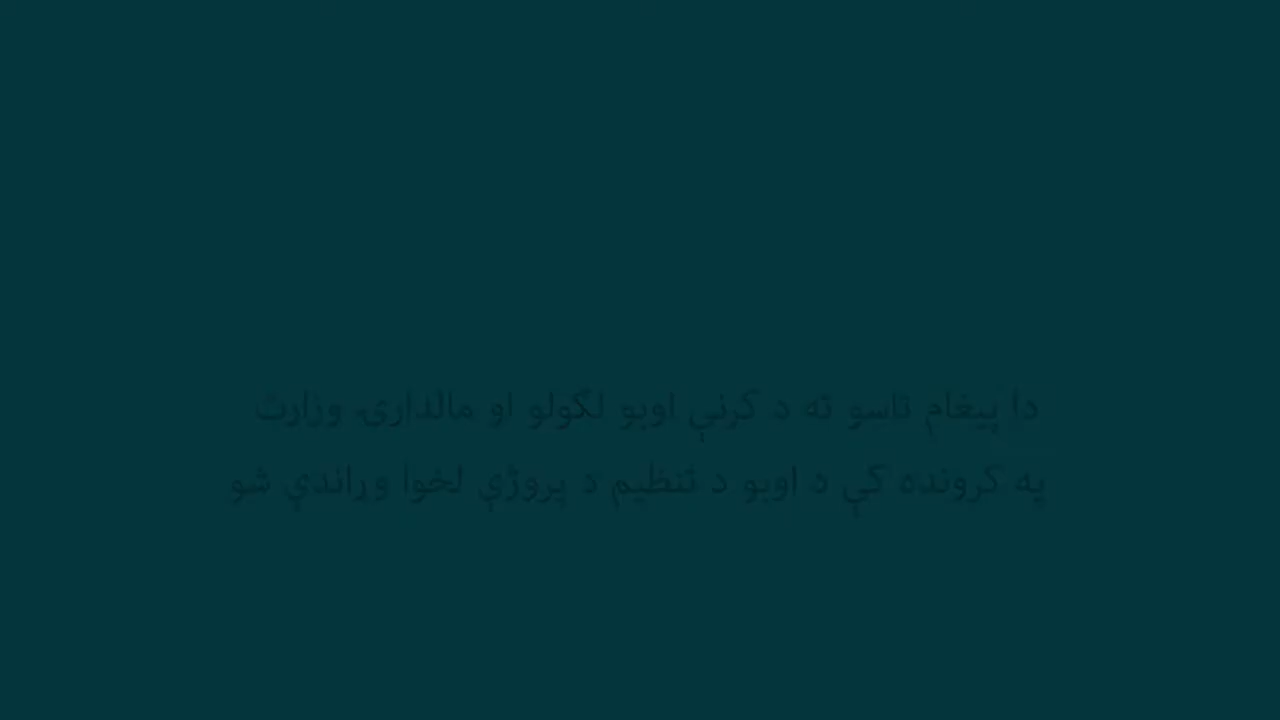 دا پیغام تاسو ته د کرنې اوبو لګولو او مالدارۍ وزارت
په کرونده کې د اوبو د تنظیم د پروژې لخوا وړاندې شو